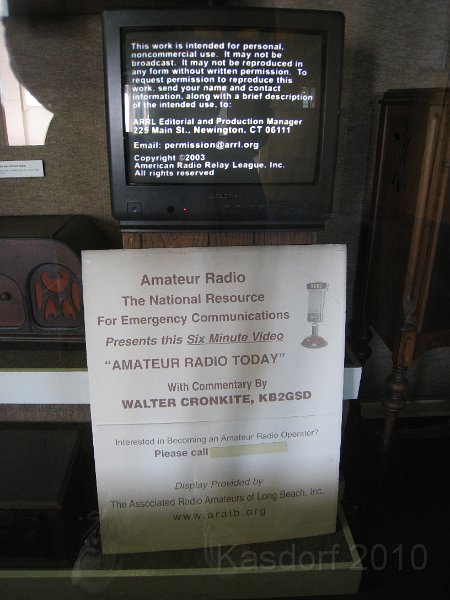 This work is intended for personal,
noncommercial use. It may not be
broadcast. It may not be reproduced in
any form without written permission. To
request permission to reproduce this
work, send your name and contact
information, along with a brief description
of the intended use, to:
ARRL Editorial and Production Manager
225 Main St., Newington, CT 06111
Email: permission@arrl.org
Copyright ©2003
American Radio Relay League, Inc.
All rights reserved
Amateur Radio
The National Resource
For Emergency Communications
Presents this Six Minute Video
"AMATEUR RADIO TODAY"
With Commentary By
WALTER CRONKITE, KB2GSD
Interested in Becoming an Amateur Radio Operator?
Please call
Display Provided by
The Associated Radio Amateurs of Long Beach, Inc.
www.aralb.org
Kasdorf 2010